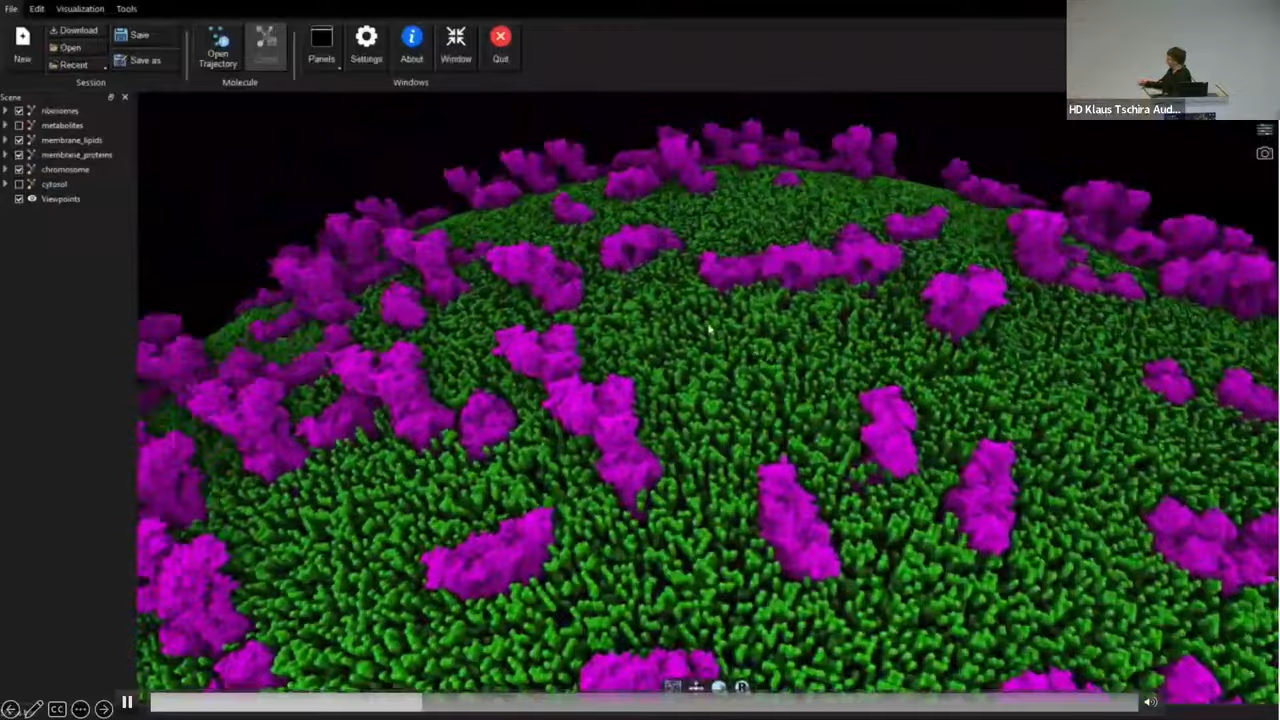 File Edit Visualization Tools
New
Download
Open
Recent
Save
Save as
Session
Open
Trajectory
Molecule
Panels
Settings
About
Window
Quit
Windows
HD Klaus Tschira Aud...
Scene
ribosomes
metabolites
membrane_lipids
membrane_proteins
chromosome
cytosol
Viewpoints
CC